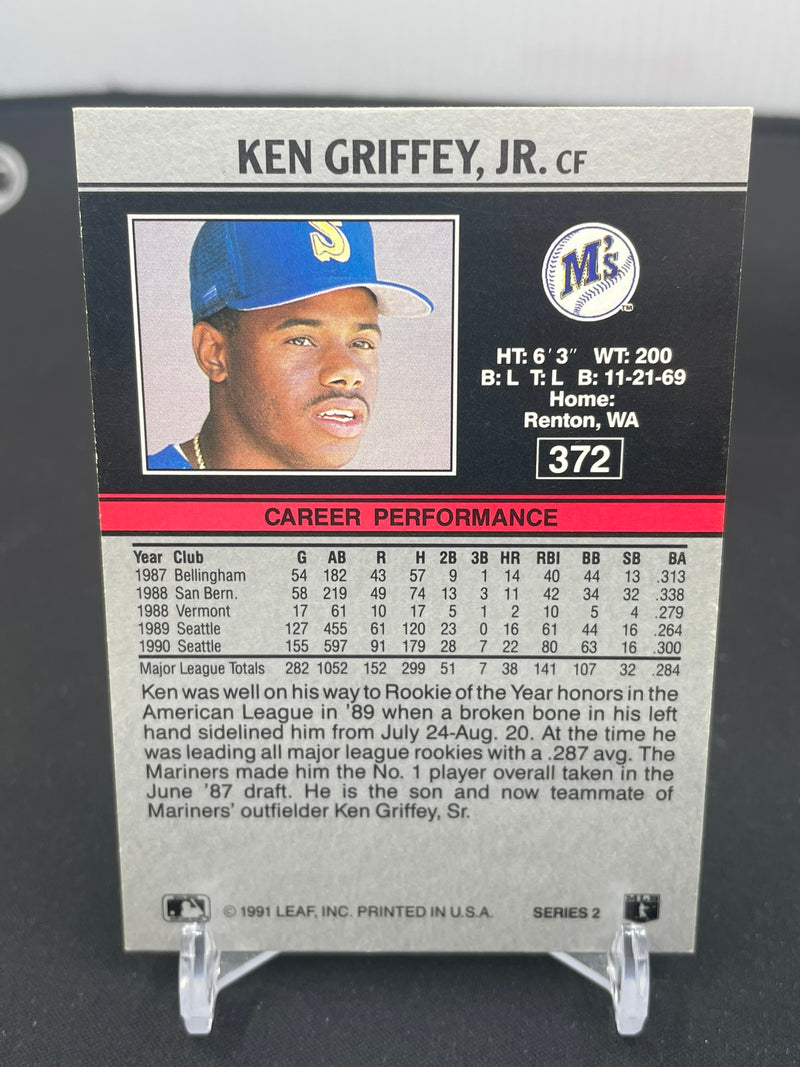 KEN GRIFFEY, JR. CF
S
M's
TM
HT: 6'3" WT: 200
B: L T: L B: 11-21-69
Home:
Renton, WA
372
CAREER PERFORMANCE
Year Club G AB R H 2B 3B HR RBI BB SB BA
1987 Bellingham 54 182 43 57 9 1 14 40 44 13 .313
1988 San Bern. 58 219 49 74 13 3 11 42 34 32 .338
1988 Vermont 17 61 10 17 5 1 2 10 5 4 .279
1989 Seattle 127 455 61 120 23 0 16 61 44 16 .264
1990 Seattle 155 597 91 179 28 7 22 80 63 16 .300
Major League Totals 282 1052 152 299 51 7 38 141 107 32 .284
Ken was well on his way to Rookie of the Year honors in the
American League in '89 when a broken bone in his left
hand sidelined him from July 24-Aug. 20. At the time he
was leading all major league rookies with a .287 avg. The
Mariners made him the No. 1 player overall taken in the
June '87 draft. He is the son and now teammate of
Mariners' outfielder Ken Griffey, Sr.
© 1991 LEAF, INC. PRINTED IN U.S.A. SERIES 2